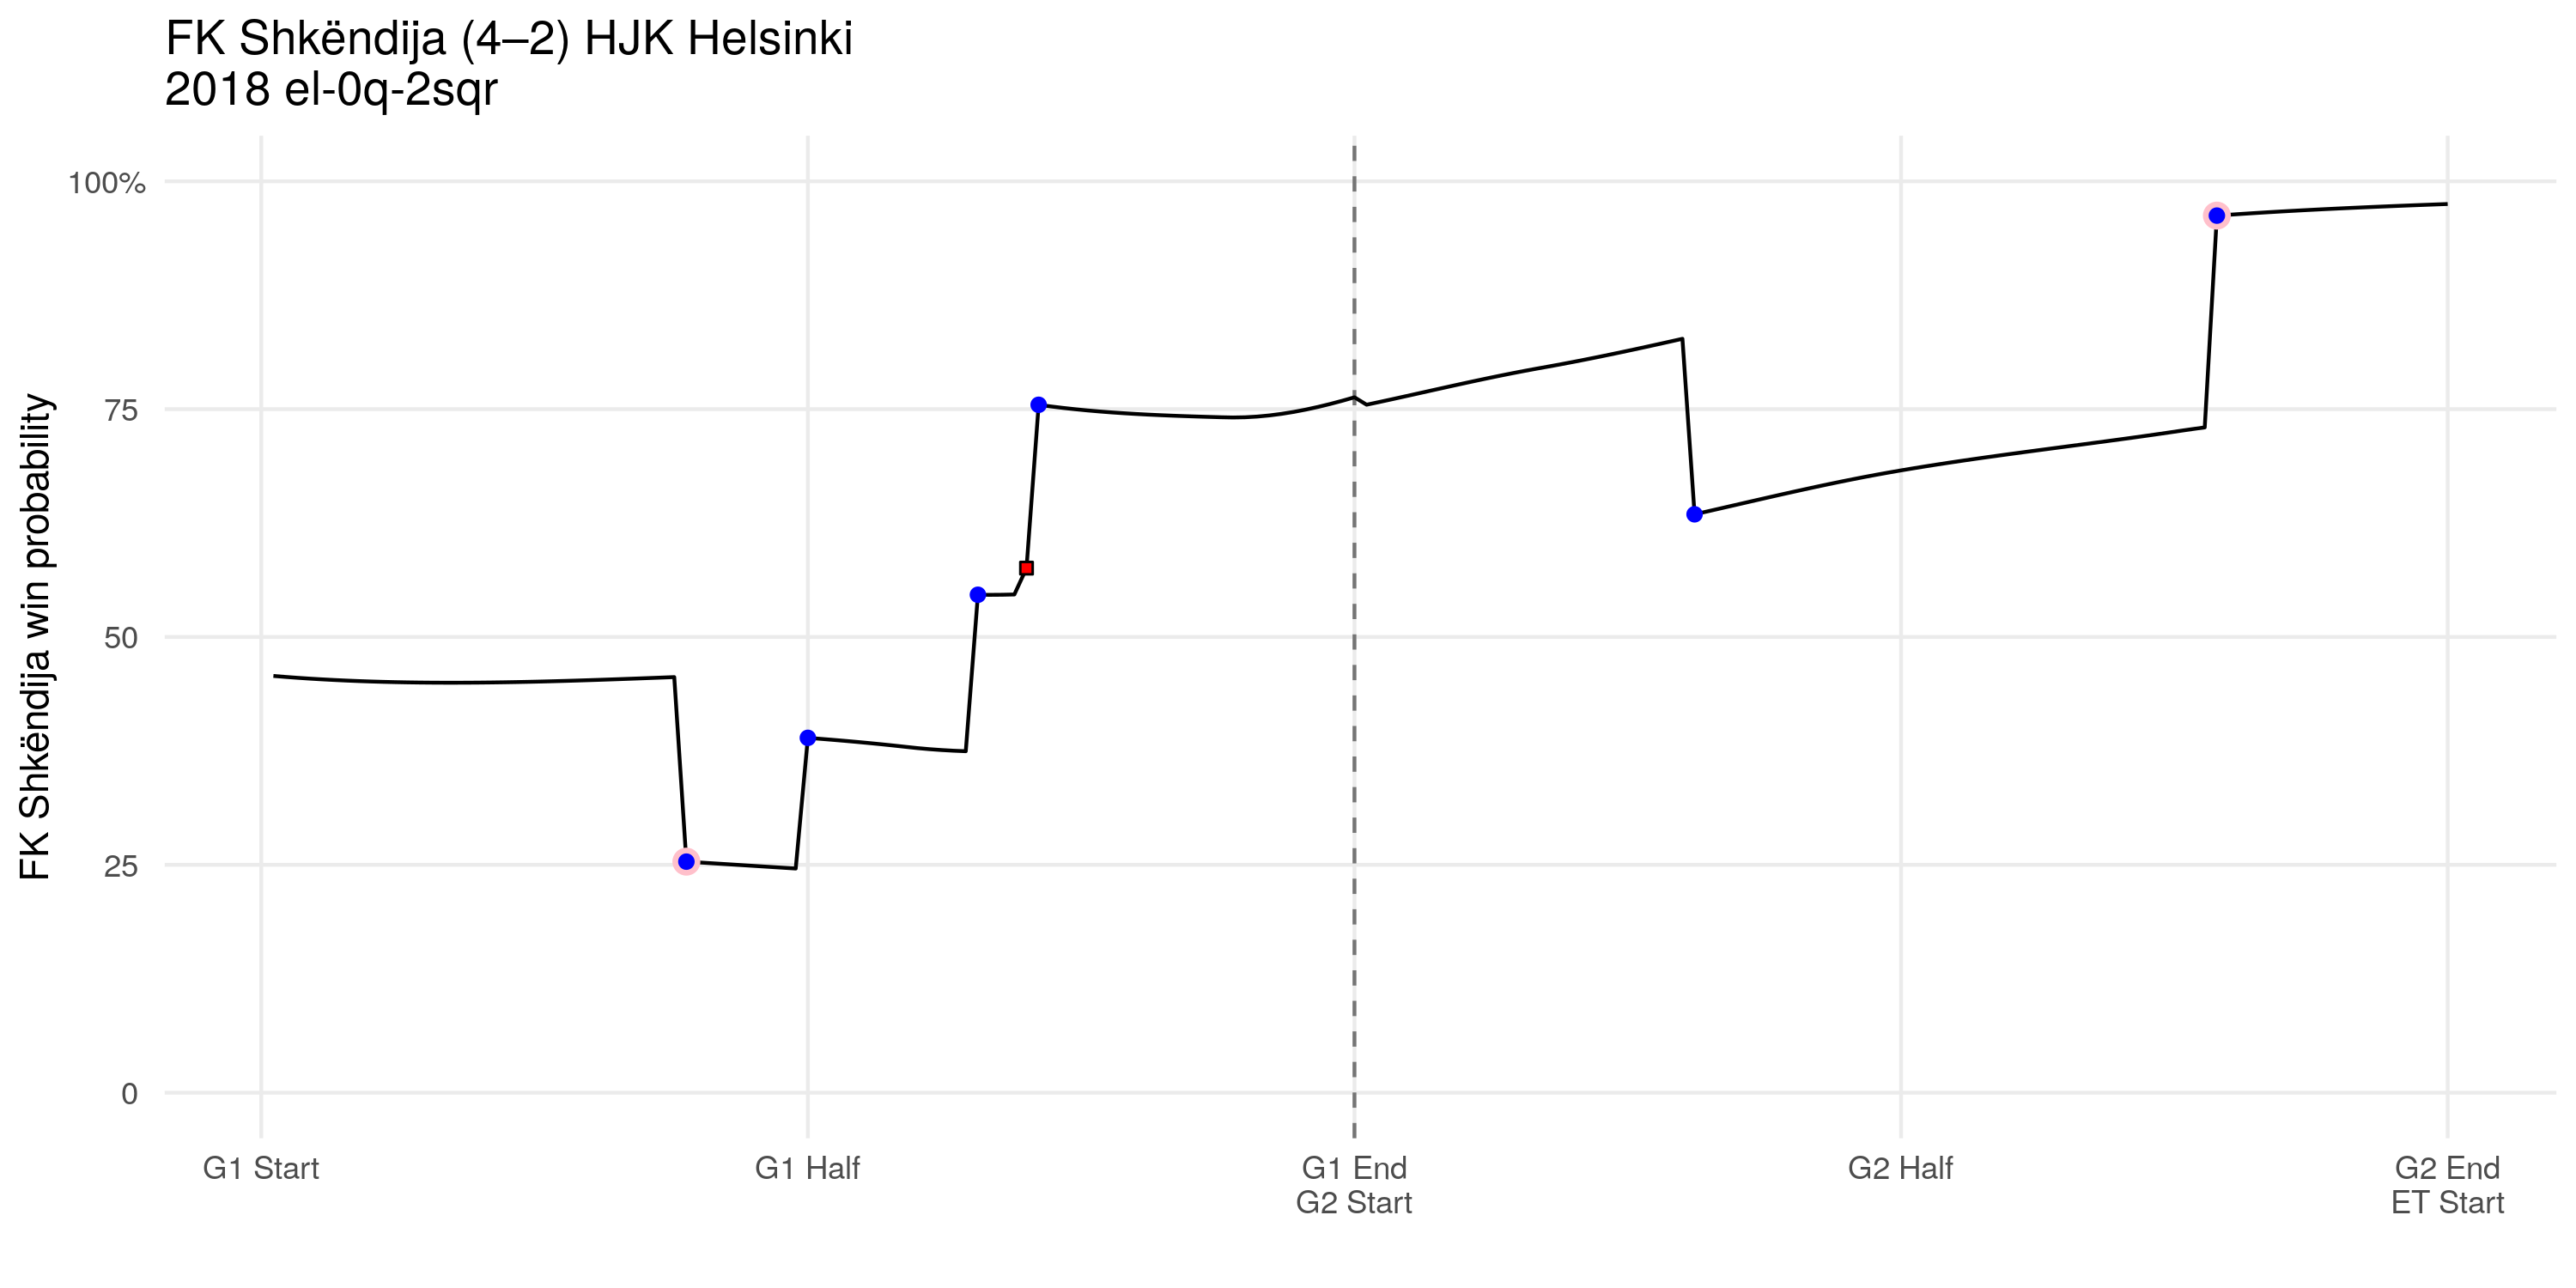 FK Shkëndija (4–2) HJK Helsinki
2018 el-0q-2sqr
FK Shkëndija win probability
100%
75
50
25
0
G1 Start
G1 Half
G1 End
G2 Start
G2 Half
G2 End
ET Start